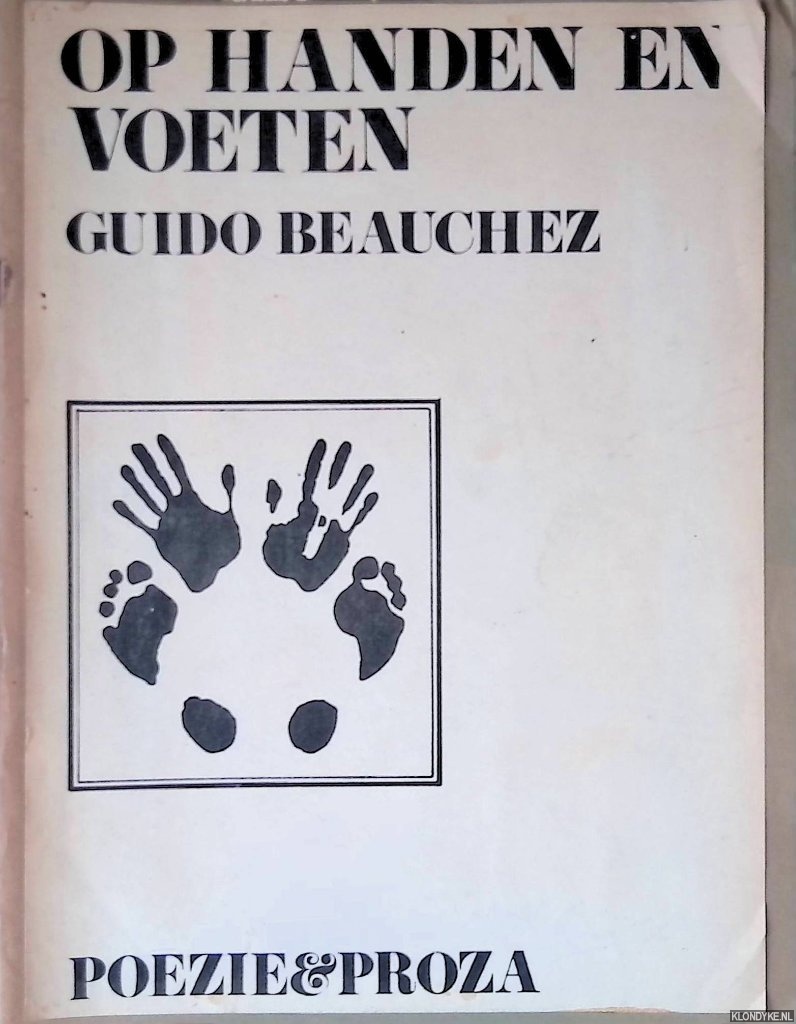 OP HANDEN EN
VOETEN
GUIDO BEAUCHEZ
POEZIE&PROZA
KLONDYKE.NL